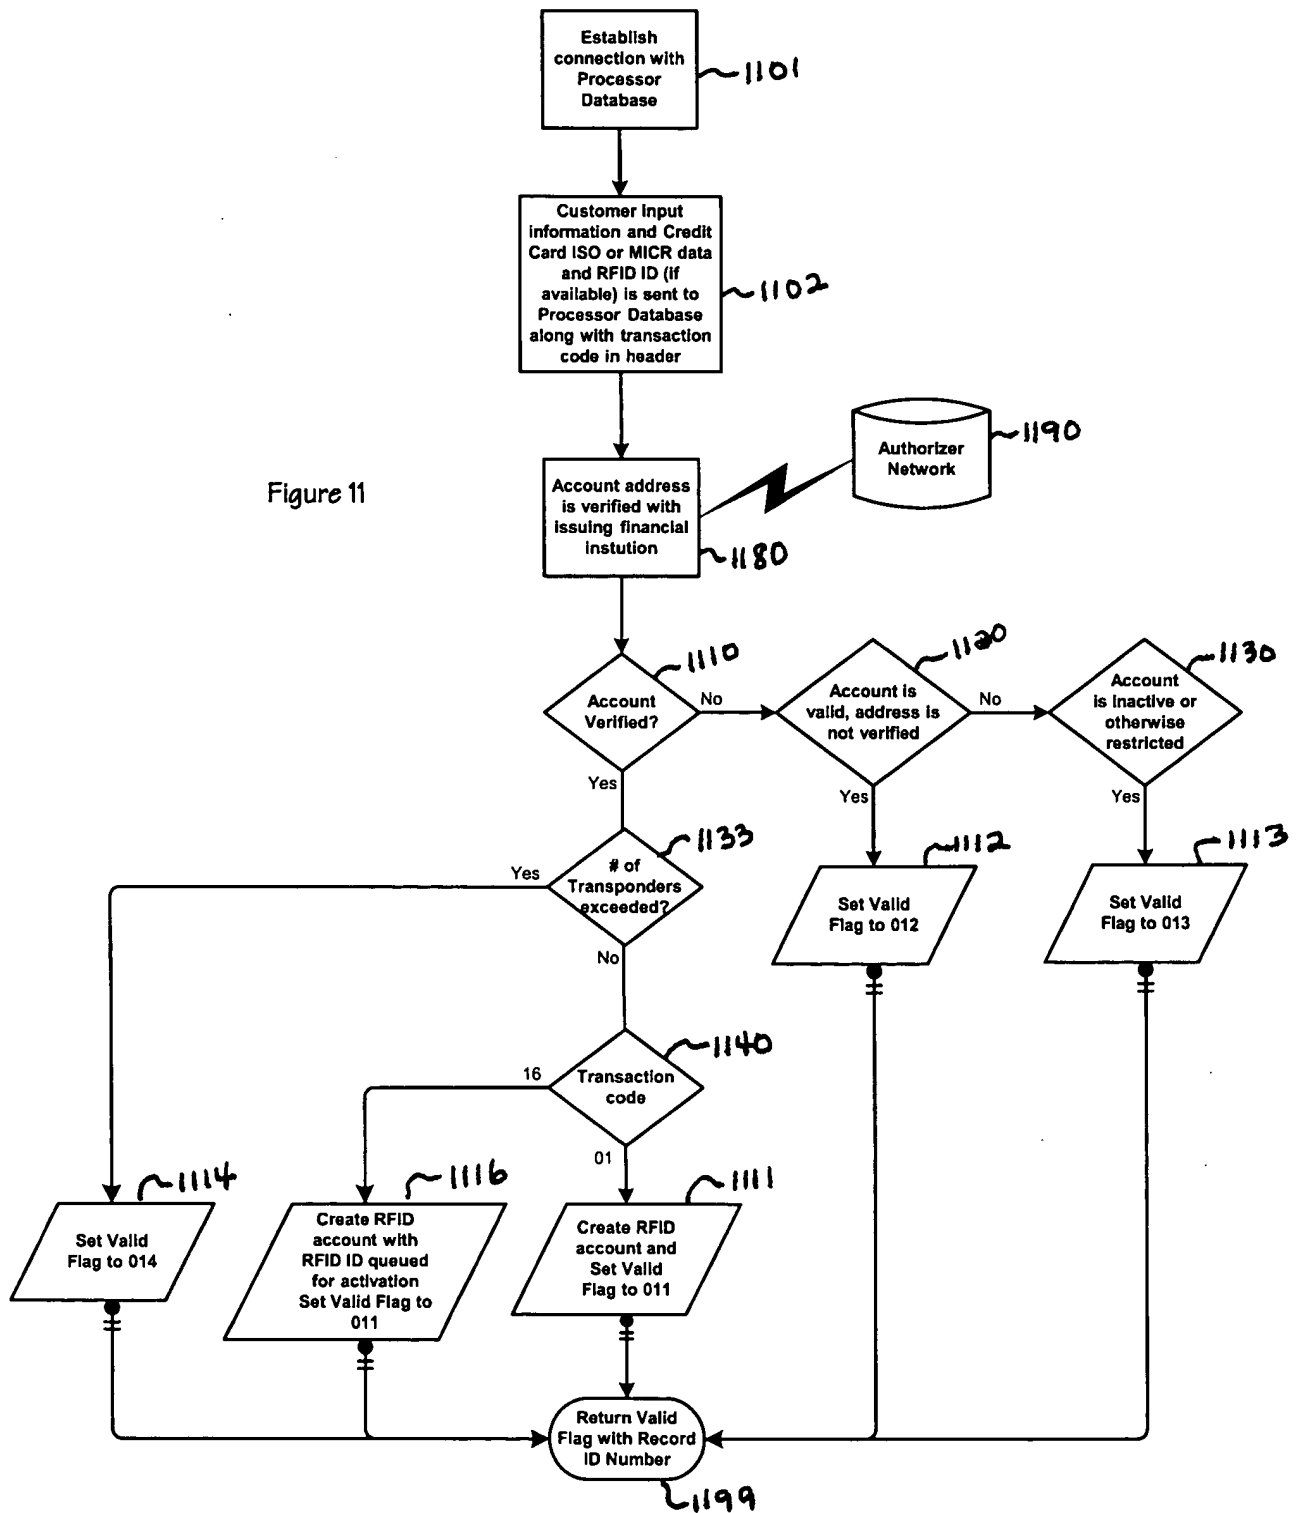 Establish
connection with
Processor
Database
1101
Customer input
information and Credit
Card ISO or MICR data
and RFID ID (if
available) is sent to
Processor Database
along with transaction
code in header
1102
Authorizer
Network
1190
Figure 11
Account address
is verified with
issuing financial
instution
1180
Account
Verified?
1110
No
Account is
valid, address is
not verified
1120
No
Account
is inactive or
otherwise
restricted
1130
Yes
Yes
Yes
# of
Transponders
exceeded?
1133
Yes
No
Set Valid
Flag to 012
1112
Set Valid
Flag to 013
1113
Transaction
code
1140
16
01
Set Valid
Flag to 014
1114
Create RFID
account with
RFID ID queued
for activation
Set Valid Flag to
011
1116
Create RFID
account and
Set Valid
Flag to 011
1111
Return Valid
Flag with Record
ID Number
1199